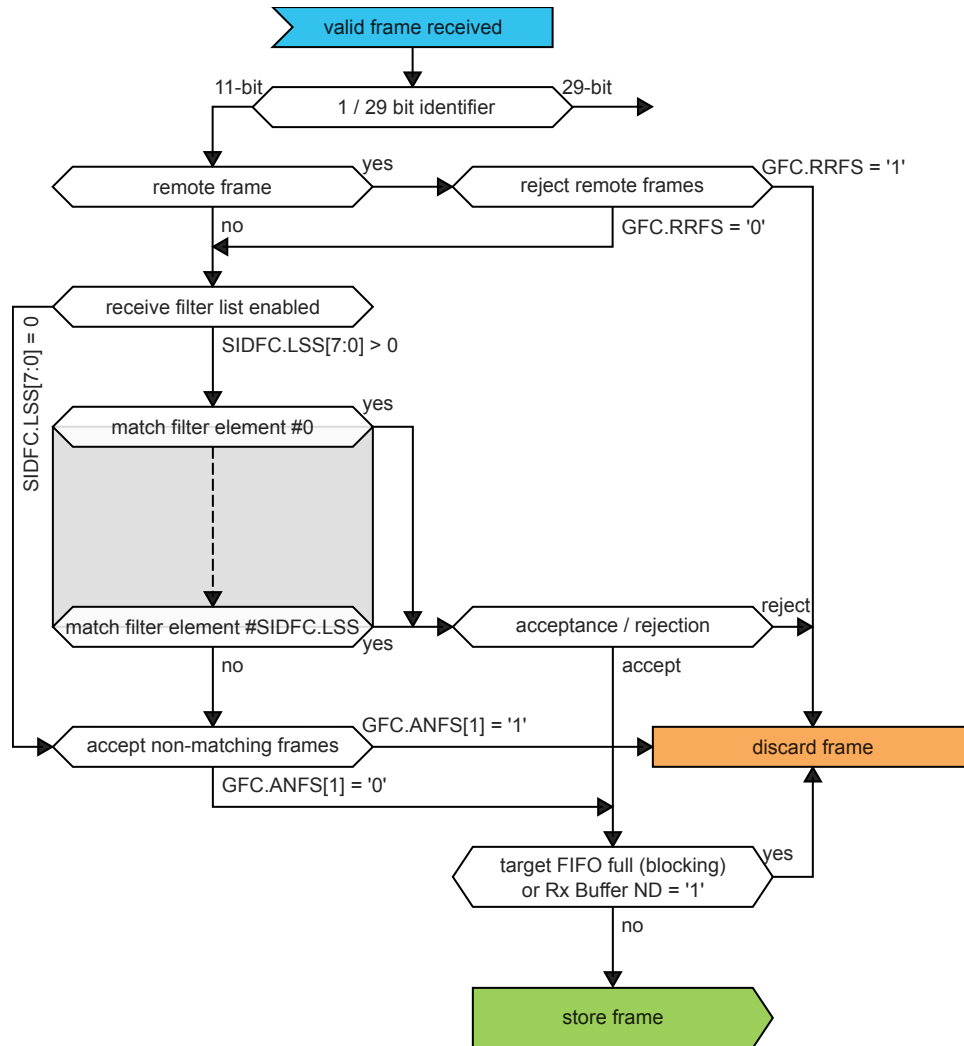 valid frame received
11-bit
29-bit
1 / 29 bit identifier
yes
GFC.RRFS = '1'
remote frame
reject remote frames
no
GFC.RRFS = '0'
receive filter list enabled
SIDFC.LSS[7:0] = 0
SIDFC.LSS[7:0] > 0
yes
match filter element #0
reject
match filter element #SIDFC.LSS
acceptance / rejection
yes
no
accept
GFC.ANFS[1] = '1'
accept non-matching frames
discard frame
GFC.ANFS[1] = '0'
target FIFO full (blocking)
or Rx Buffer ND = '1'
yes
no
store frame